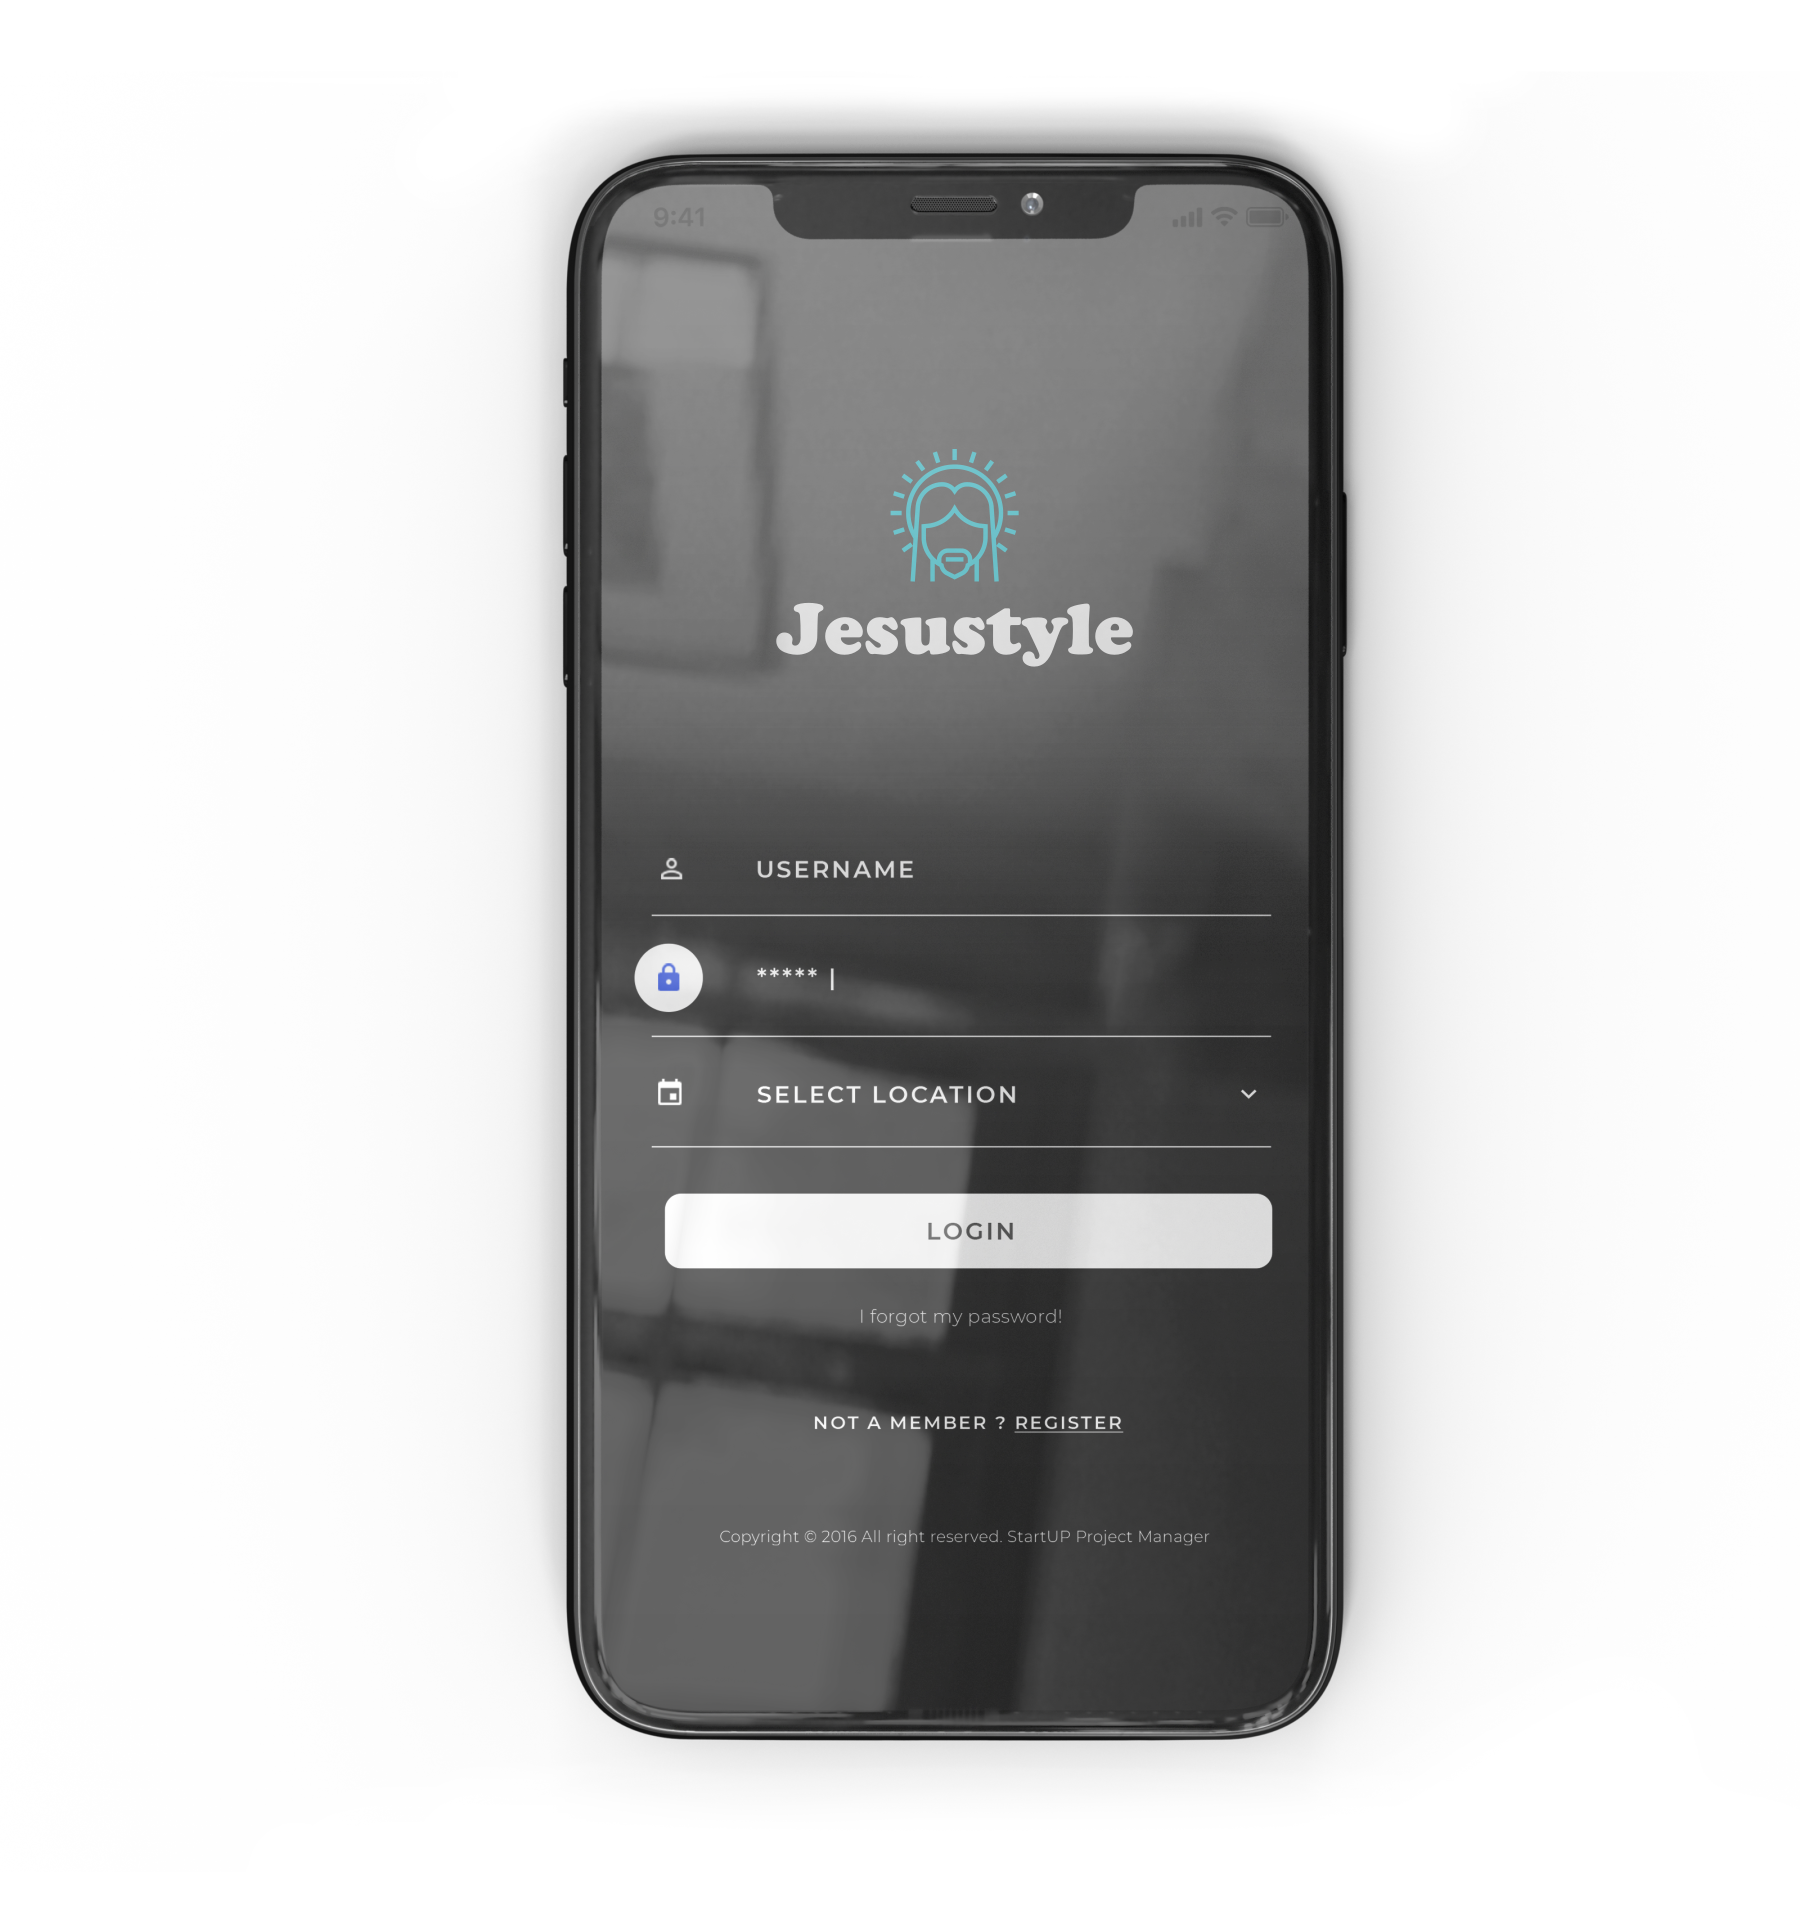 9:41
Jesustyle
USERNAME
***** |
SELECT LOCATION
LOGIN
I forgot my password!
NOT A MEMBER ? REGISTER
Copyright © 2016 All right reserved. StartUP Project Manager